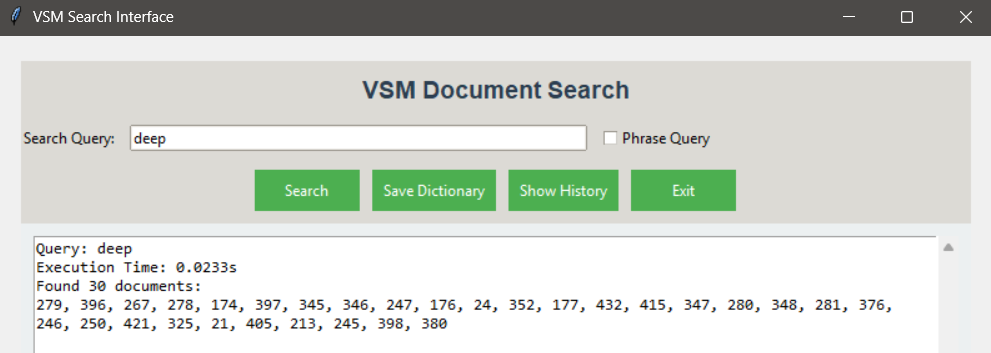 VSM Search Interface
VSM Document Search
Search Query: deep Phrase Query
Search Save Dictionary Show History Exit
Query: deep
Execution Time: 0.0233s
Found 30 documents:
279, 396, 267, 278, 174, 397, 345, 346, 247, 176, 24, 352, 177, 432, 415, 347, 280, 348, 281, 376,
246, 250, 421, 325, 21, 405, 213, 245, 398, 380